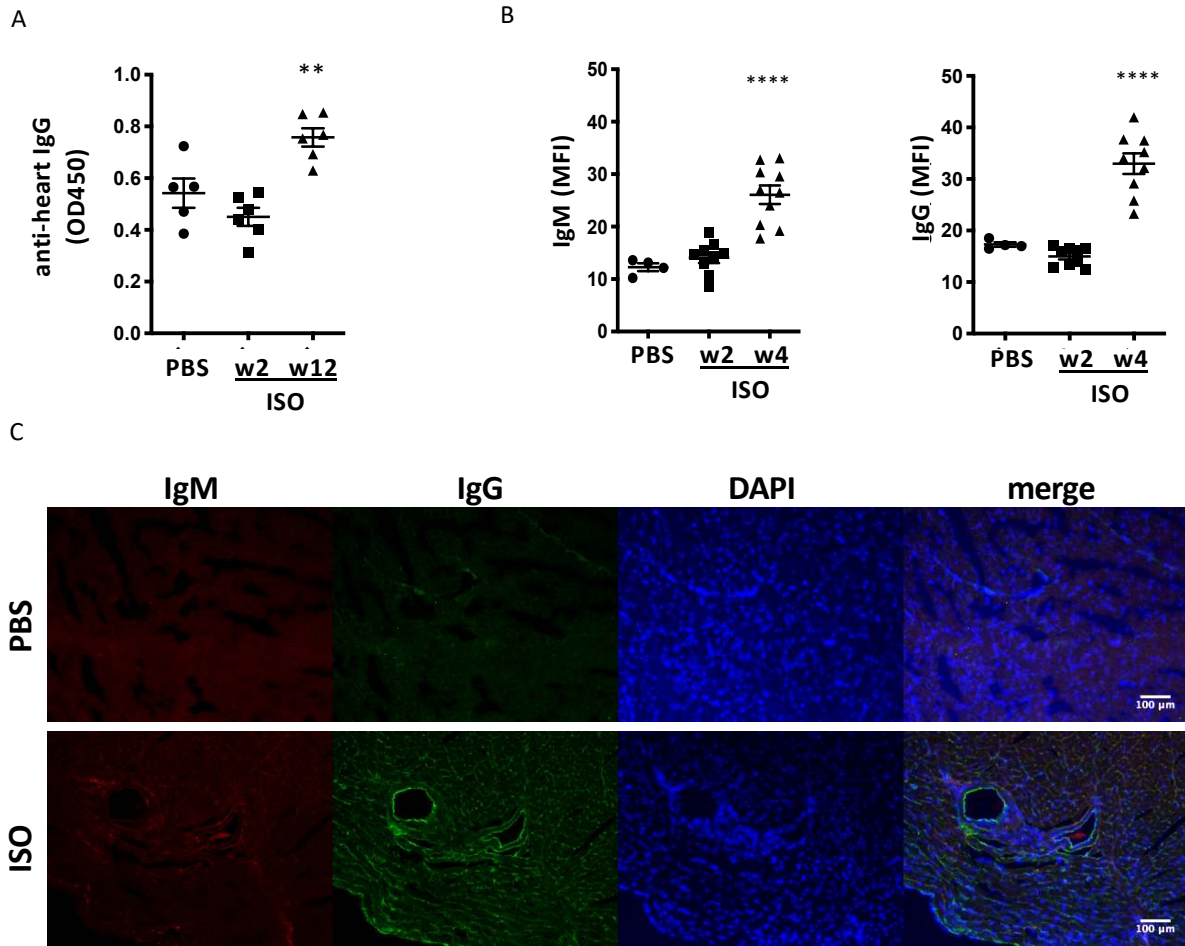 A
B
**
1.0
0.8
0.6
0.4
0.2
0.0
anti-heart IgG
(OD450)
PBS
w2
w12
ISO
****
50
40
30
20
10
0
IgM (MFI)
PBS
w2
w4
ISO
****
50
40
30
20
10
0
IgG (MFI)
PBS
w2
w4
ISO
C
IgM
IgG
DAPI
merge
PBS
100 µm
ISO
100 µm